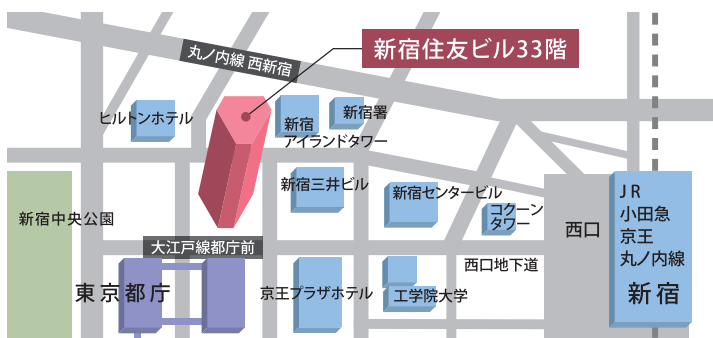 丸ノ内線 西新宿
新宿住友ビル33階
ヒルトンホテル
新宿
アイランドタワー
新宿署
新宿三井ビル
新宿センタービル
コクーン
タワー
新宿中央公園
西口
JR
小田急
京王
丸ノ内線
新宿
大江戸線都庁前
西口地下道
東京都庁
京王プラザホテル
工学院大学